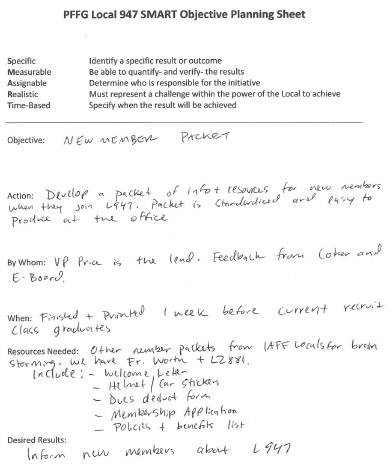 PFFG Local 947 SMART Objective Planning Sheet
Specific Identify a specific result or outcome
Measurable Be able to quantify- and verify- the results
Assignable Determine who is responsible for the initiative
Realistic Must represent a challenge within the power of the Local to achieve
Time-Based Specify when the result will be achieved
Objective: NEW MEMBER PACKET
Action: Develop a packet of info + resources for new members
when they join L947. Packet is standardized and easy to
produce at the office
By Whom: VP Price is the lead. Feedback from Coker and
E-Board.
When: Finished + Printed 1 week before current recruit
class graduates
Resources Needed: Other member packets from IAFF Locals for brain
storming. we have Ft. Worth + L2881.
Include: - Welcome Letter
- Helmet / Car Stickers
- Dues deduct form
- Membership Application
- Policies + benefits list
Desired Results:
Inform new members about L947